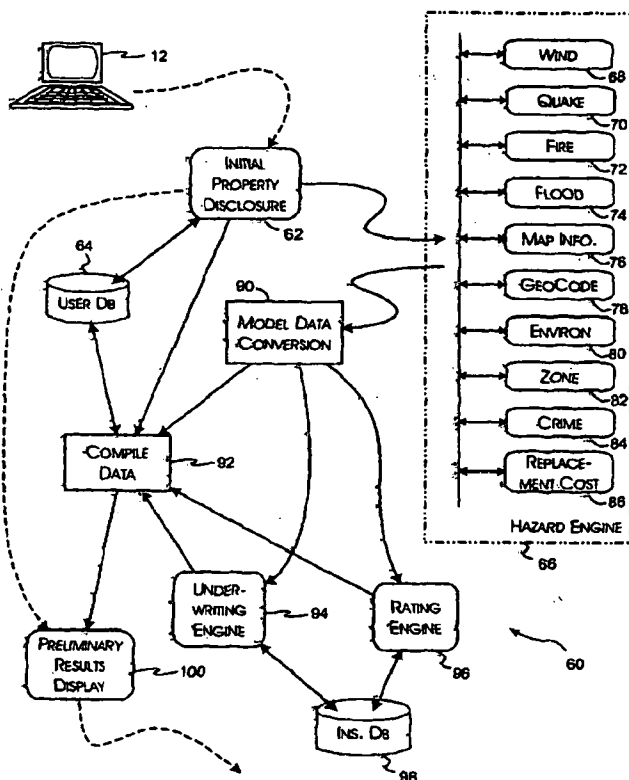 12
INITIAL
PROPERTY
DISCLOSURE
62
64
USER DB
90
MODEL DATA
CONVERSION
COMPILE
DATA
92
UNDER-
WRITING
ENGINE
94
RATING
ENGINE
96
PRELIMINARY
RESULTS
DISPLAY
100
INS. DB
98
60
WIND
68
QUAKE
70
FIRE
72
FLOOD
74
MAP INFO.
76
GEOCODE
78
ENVIRON
80
ZONE
82
CRIME
84
REPLACE-
MENT COST
86
HAZARD ENGINE
66